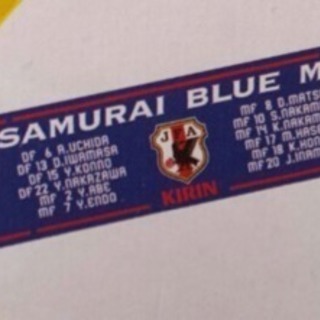 SAMURAI BLUE M
DF 6 A.UCHIDA
DF 13 D.IWAMASA
DF 15 Y.KONNO
DF 22 Y.NAKAZAWA
MF 2 Y.ABE
MF 7 Y.ENDO
JFA
KIRIN
MF 8 D.MATSU
MF 10 S.NAKAM
MF 14 K.NAKAM
MF 17 M.HASE
MF 18 K.HON
MF 20 J.INAM